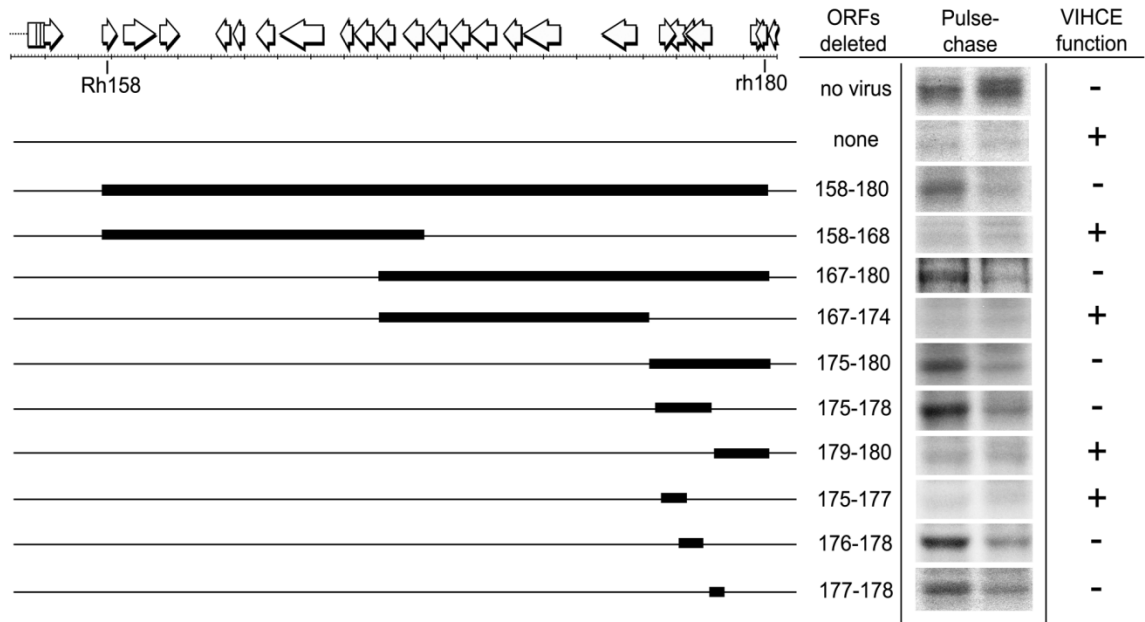 ORFs deleted
Pulse-chase
VIHCE function
Rh158
rh180
no virus -
none +
158-180 -
158-168 +
167-180 -
167-174 +
175-180 -
175-178 -
179-180 +
175-177 +
176-178 -
177-178 -